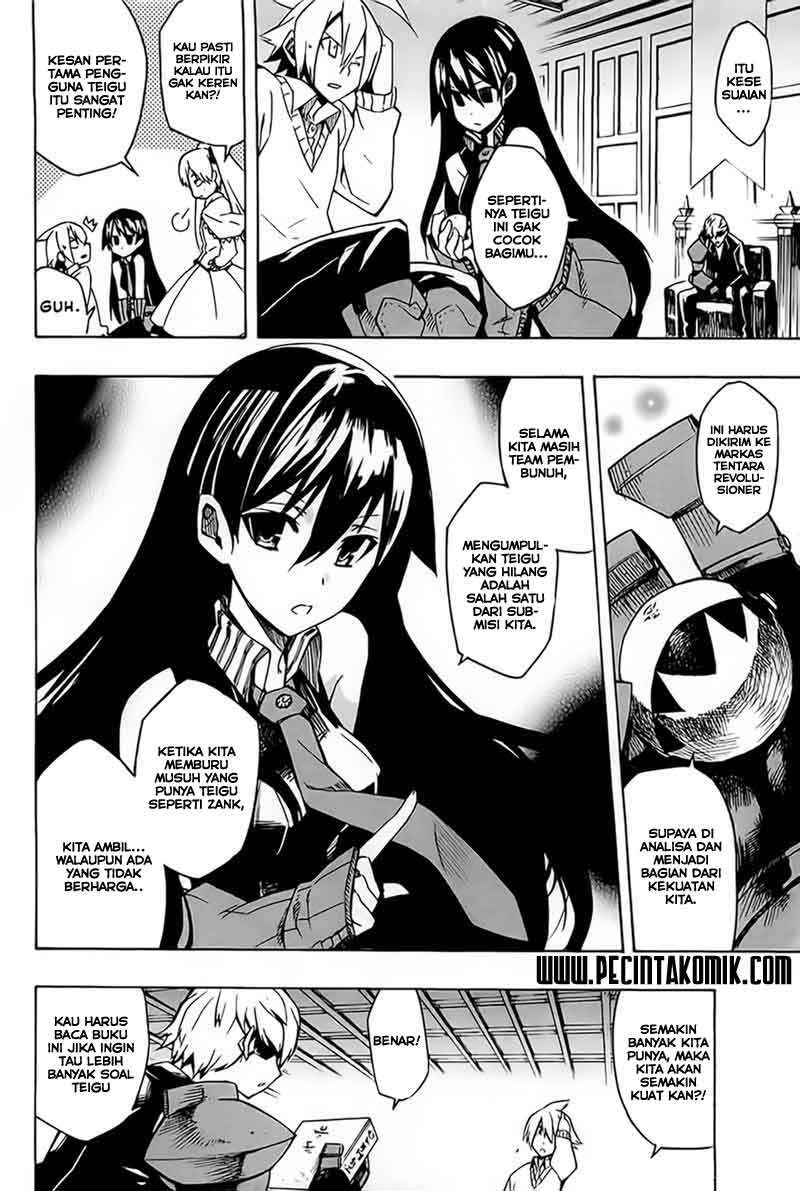 ITU
KESE
SUAIAN
...
SEPERTI-
NYA TEIGU
INI GAK
COCOK
BAGIMU...
KAU PASTI
BERPIKIR
KALAU ITU
GAK KEREN
KAN?!
KESAN PER-
TAMA PENG-
GUNA TEIGU
ITU SANGAT
PENTING!
GUH.
INI HARUS
DIKIRIM KE
MARKAS
TENTARA
REVOLU-
SIONER
SUPAYA DI
ANALISA DAN
MENJADI
BAGIAN DARI
KEKUATAN
KITA.
SELAMA
KITA MASIH
TEAM PEM-
BUNUH,
MENGUMPUL-
KAN TEIGU
YANG HILANG
ADALAH
SALAH SATU
DARI SUB-
MISI KITA.
KETIKA KITA
MEMBURU
MUSUH YANG
PUNYA TEIGU
SEPERTI ZANK,
KITA AMBIL...
WALAUPUN ADA
YANG TIDAK
BERHARGA..
WWW.PECINTAKOMIK.COM
SEMAKIN
BANYAK KITA
PUNYA, MAKA
KITA AKAN
SEMAKIN
KUAT KAN?!
BENAR!
KAU HARUS
BACA BUKU
INI JIKA INGIN
TAU LEBIH
BANYAK SOAL
TEIGU